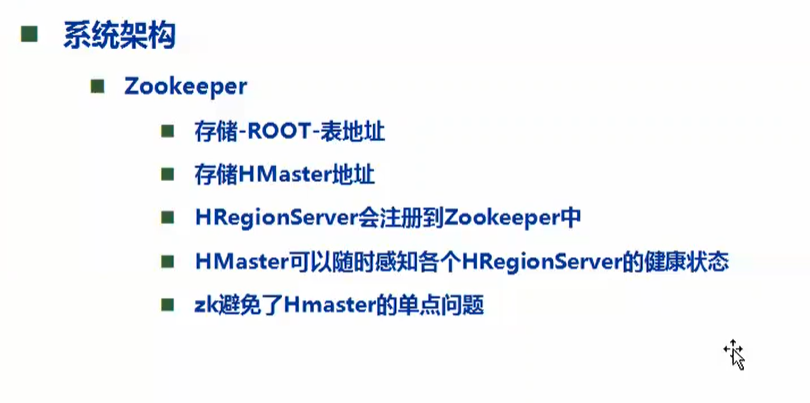 系统架构
Zookeeper
存储-ROOT-表地址
存储HMaster地址
HRegionServer会注册到Zookeeper中
HMaster可以随时感知各个HRegionServer的健康状态
zk避免了Hmaster的单点问题